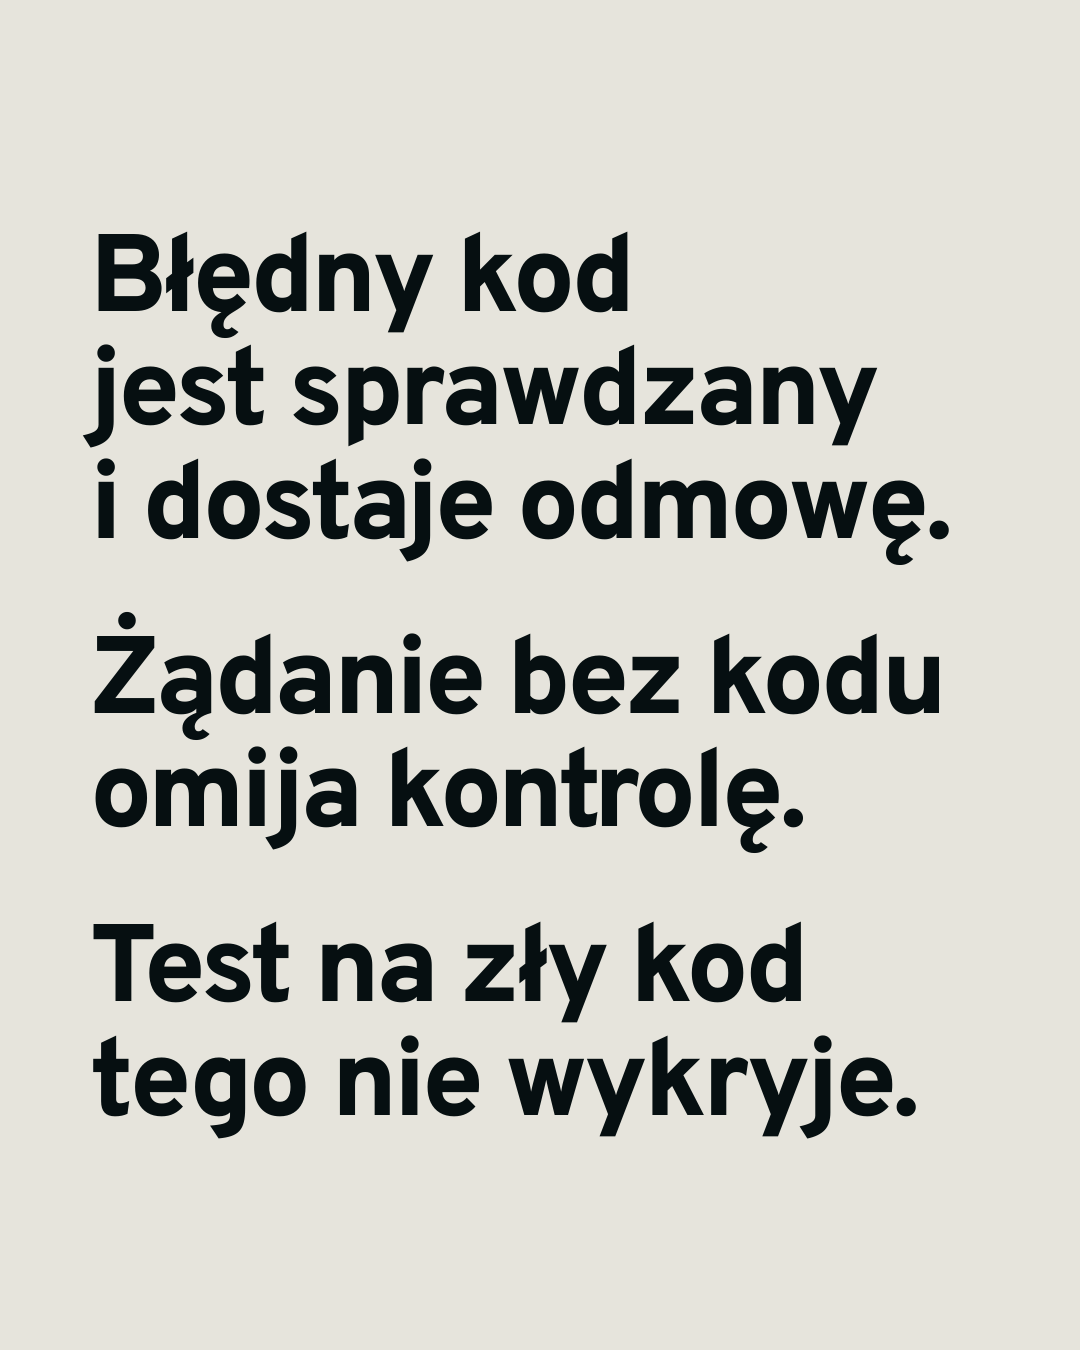 Błędny kod
jest sprawdzany
i dostaje odmowę.
Żądanie bez kodu
omija kontrolę.
Test na zły kod
tego nie wykryje.